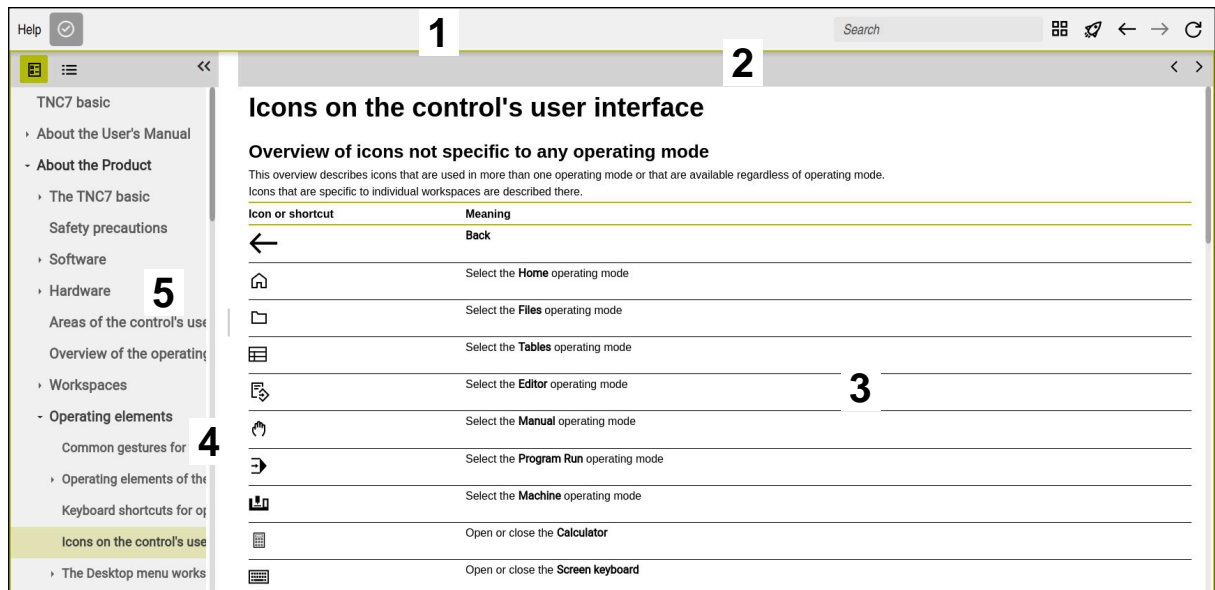 Help
1
Search
2
TNC7 basic
About the User's Manual
About the Product
The TNC7 basic
Safety precautions
Software
Hardware
5
Areas of the control's use
Overview of the operating
Workspaces
Operating elements
Common gestures for
4
Operating elements of the
Keyboard shortcuts for op
Icons on the control's use
The Desktop menu works
Icons on the control's user interface
Overview of icons not specific to any operating mode
This overview describes icons that are used in more than one operating mode or that are available regardless of operating mode.
Icons that are specific to individual workspaces are described there.
Icon or shortcut Meaning
Back
Select the Home operating mode
Select the Files operating mode
Select the Tables operating mode
Select the Editor operating mode
3
Select the Manual operating mode
Select the Program Run operating mode
Select the Machine operating mode
Open or close the Calculator
Open or close the Screen keyboard